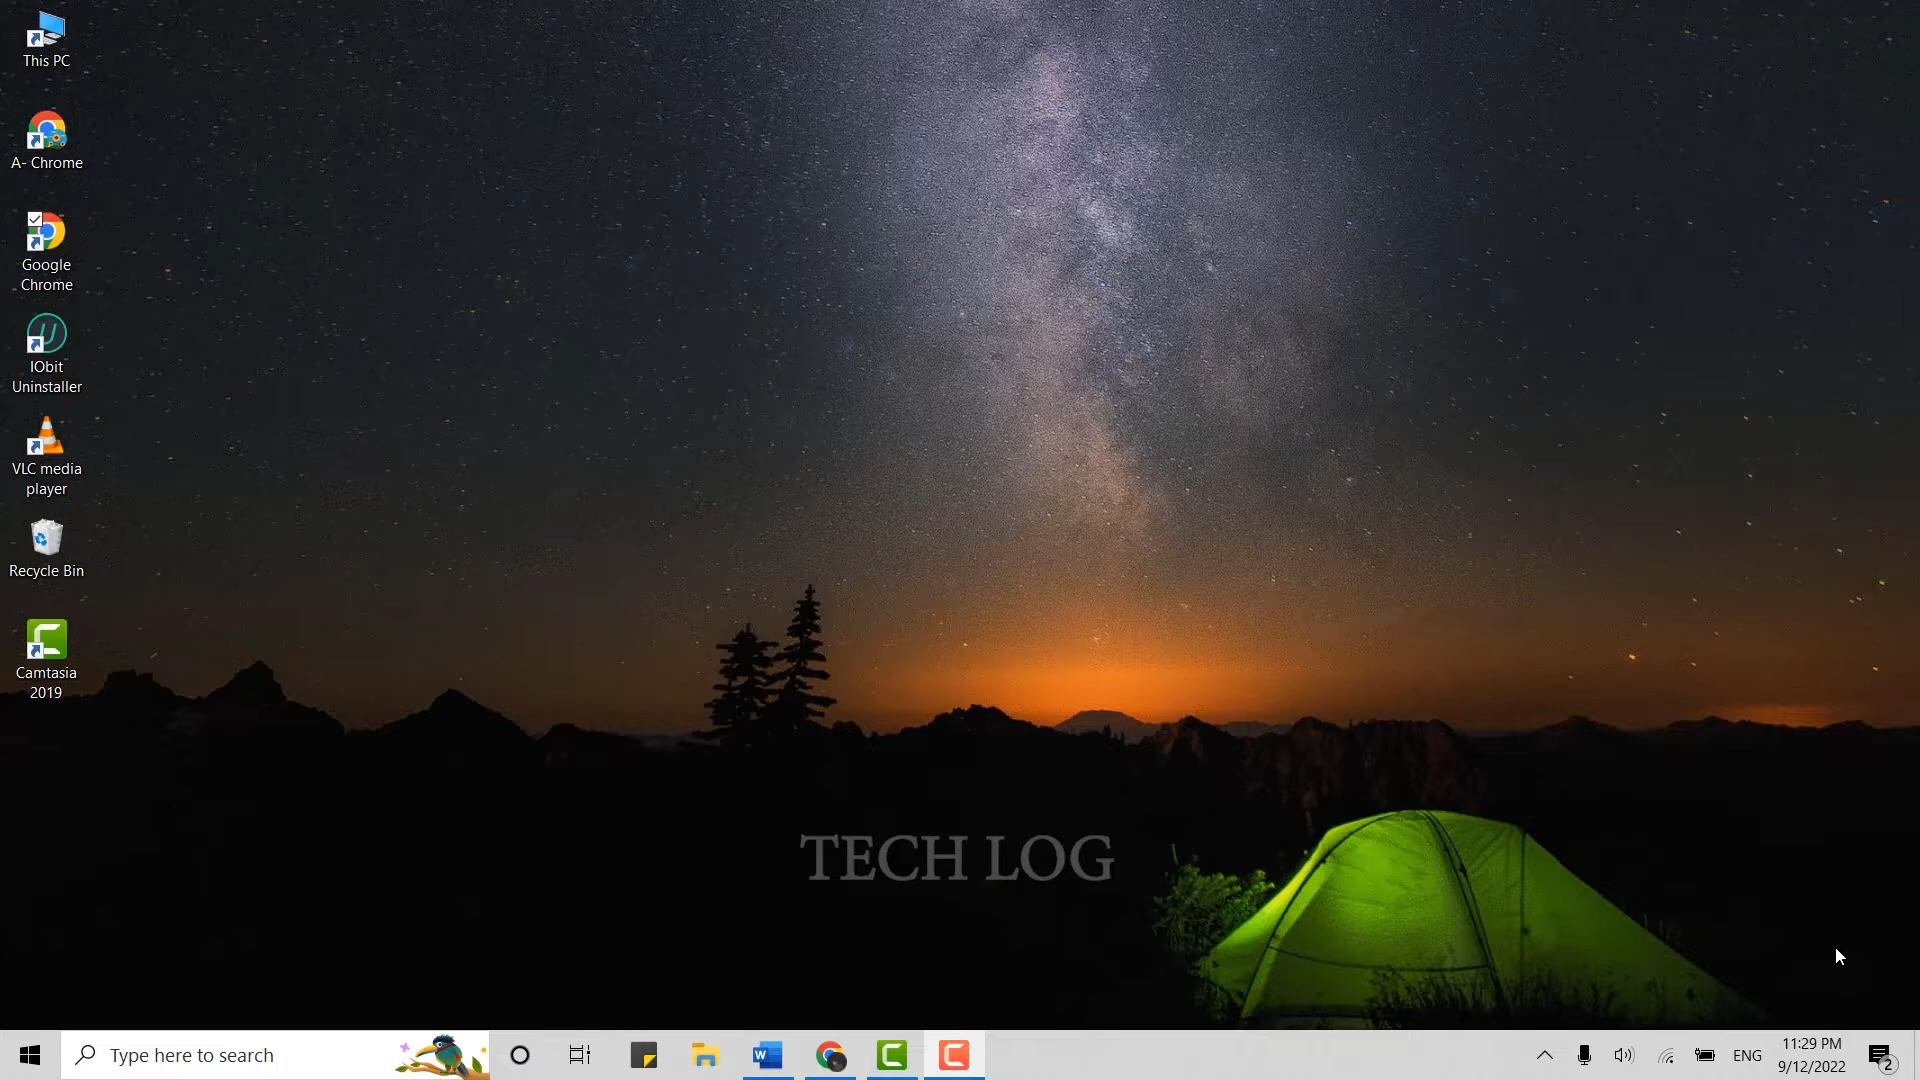 This PC
A- Chrome
Google
Chrome
IObit
Uninstaller
VLC media
player
Recycle Bin
Camtasia
2019
TECH LOG
Type here to search
ENG
11:29 PM
9/12/2022
2